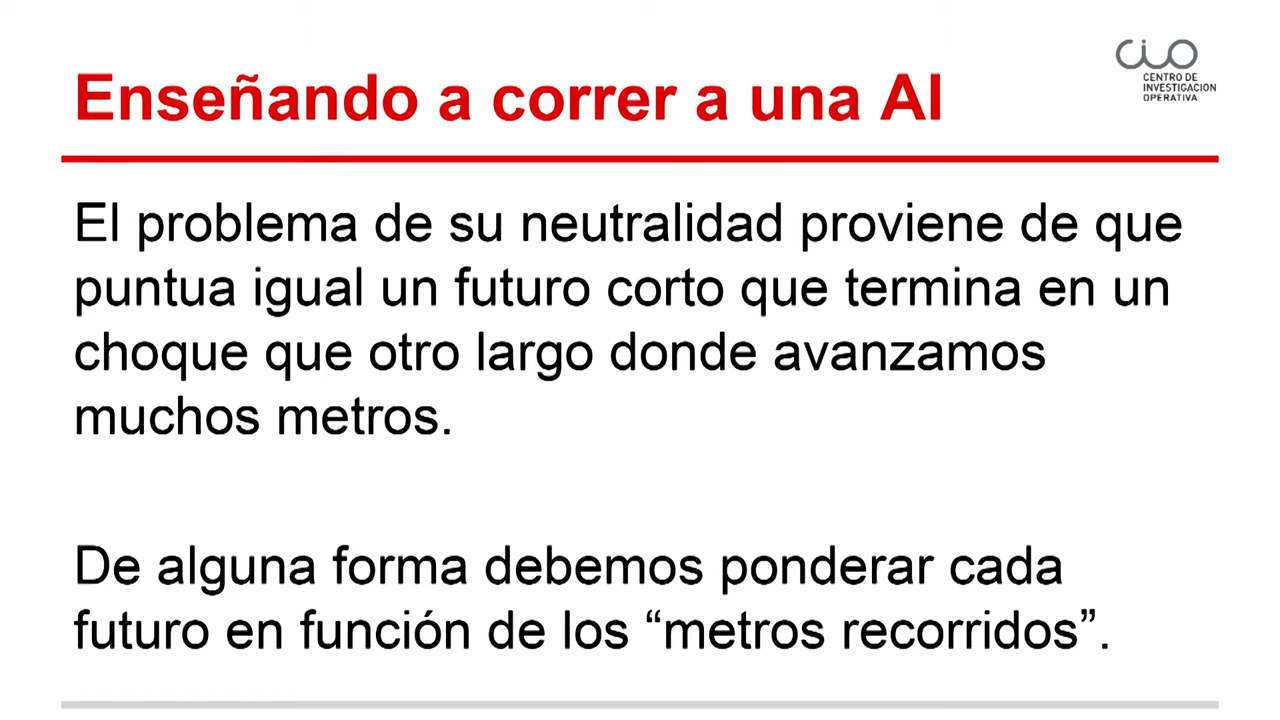 CIO
CENTRO DE
INVESTIGACION
OPERATIVA
Enseñando a correr a una AI
El problema de su neutralidad proviene de que
puntua igual un futuro corto que termina en un
choque que otro largo donde avanzamos
muchos metros.
De alguna forma debemos ponderar cada
futuro en función de los “metros recorridos”.